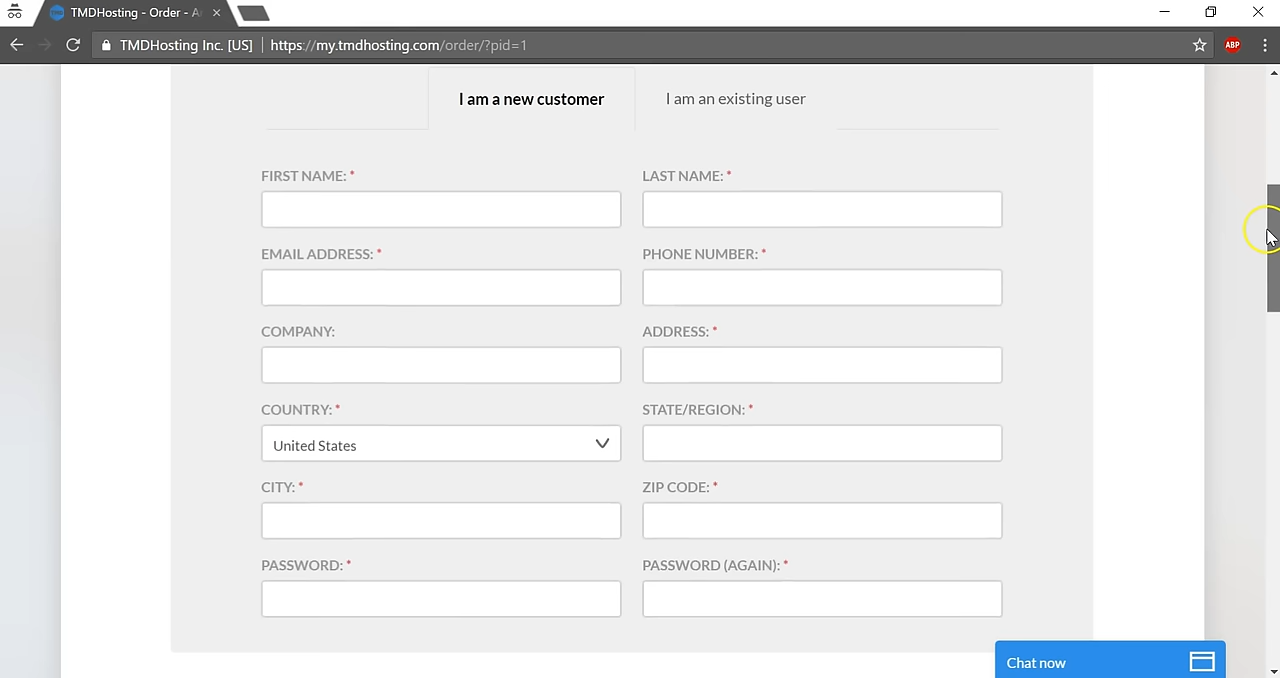 TMDHosting - Order - A
TMDHosting Inc. [US] https://my.tmdhosting.com/order/?pid=1
ABP
I am a new customer I am an existing user
FIRST NAME: * LAST NAME: *
EMAIL ADDRESS: * PHONE NUMBER: *
COMPANY: ADDRESS: *
COUNTRY: * STATE/REGION: *
United States
CITY: * ZIP CODE: *
PASSWORD: * PASSWORD (AGAIN): *
Chat now